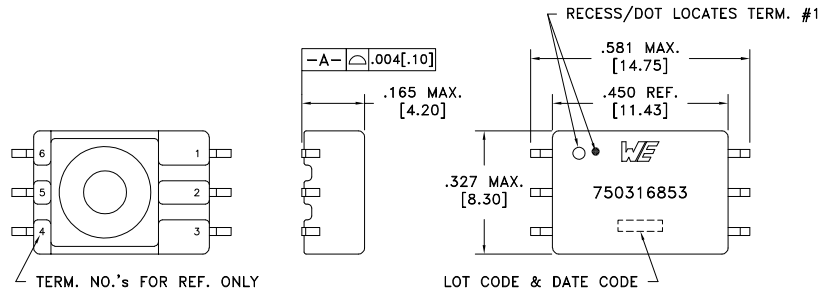 RECESS/DOT LOCATES TERM. #1
-A- .004[.10]
.581 MAX.
[14.75]
.165 MAX.
[4.20]
.450 REF.
[11.43]
6 1
5 2
4 3
.327 MAX.
[8.30]
WE
750316853
TERM. NO.'s FOR REF. ONLY
LOT CODE & DATE CODE